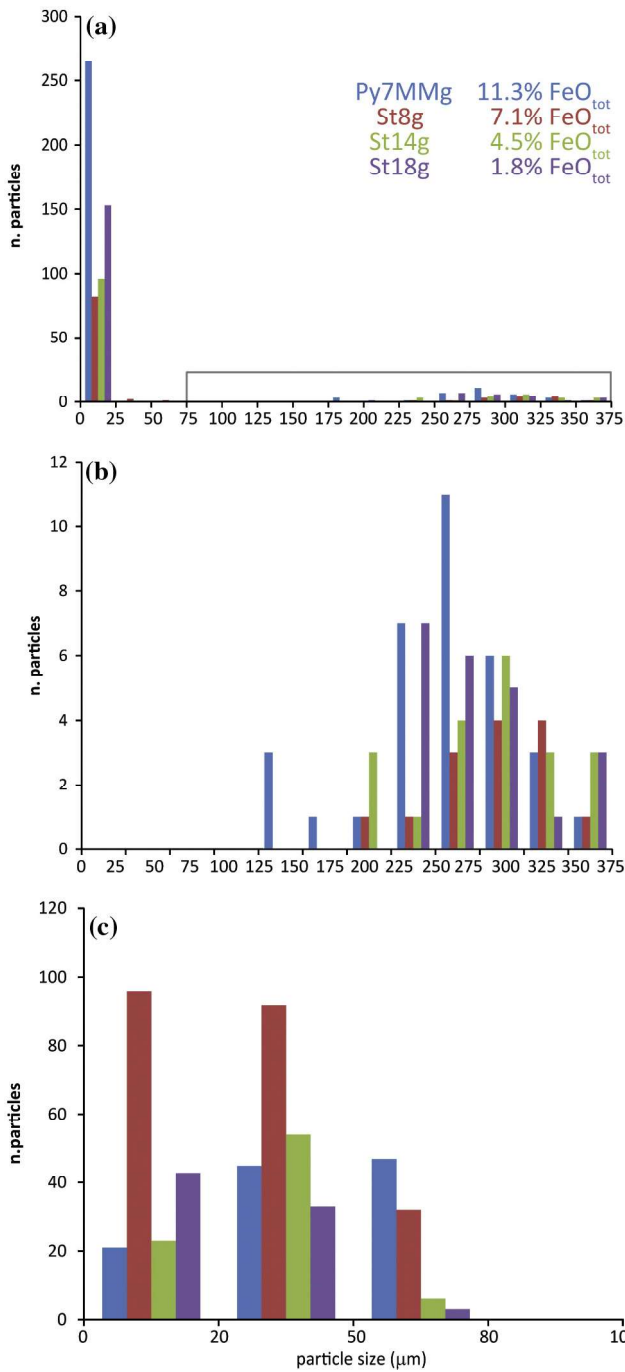 (a)
300
250
200
150
100
50
0
n. particles
Py7MMg 11.3% FeOtot
St8g 7.1% FeOtot
St14g 4.5% FeOtot
St18g 1.8% FeOtot
0 25 50 75 100 125 150 175 200 225 250 275 300 325 350 375
(b)
12
10
8
6
4
2
0
n. particles
0 25 50 75 125 150 200 225 250 300 325 350 375
(c)
120
100
80
60
40
20
0
n.particles
0 20 50 80 10
particle size (µm)